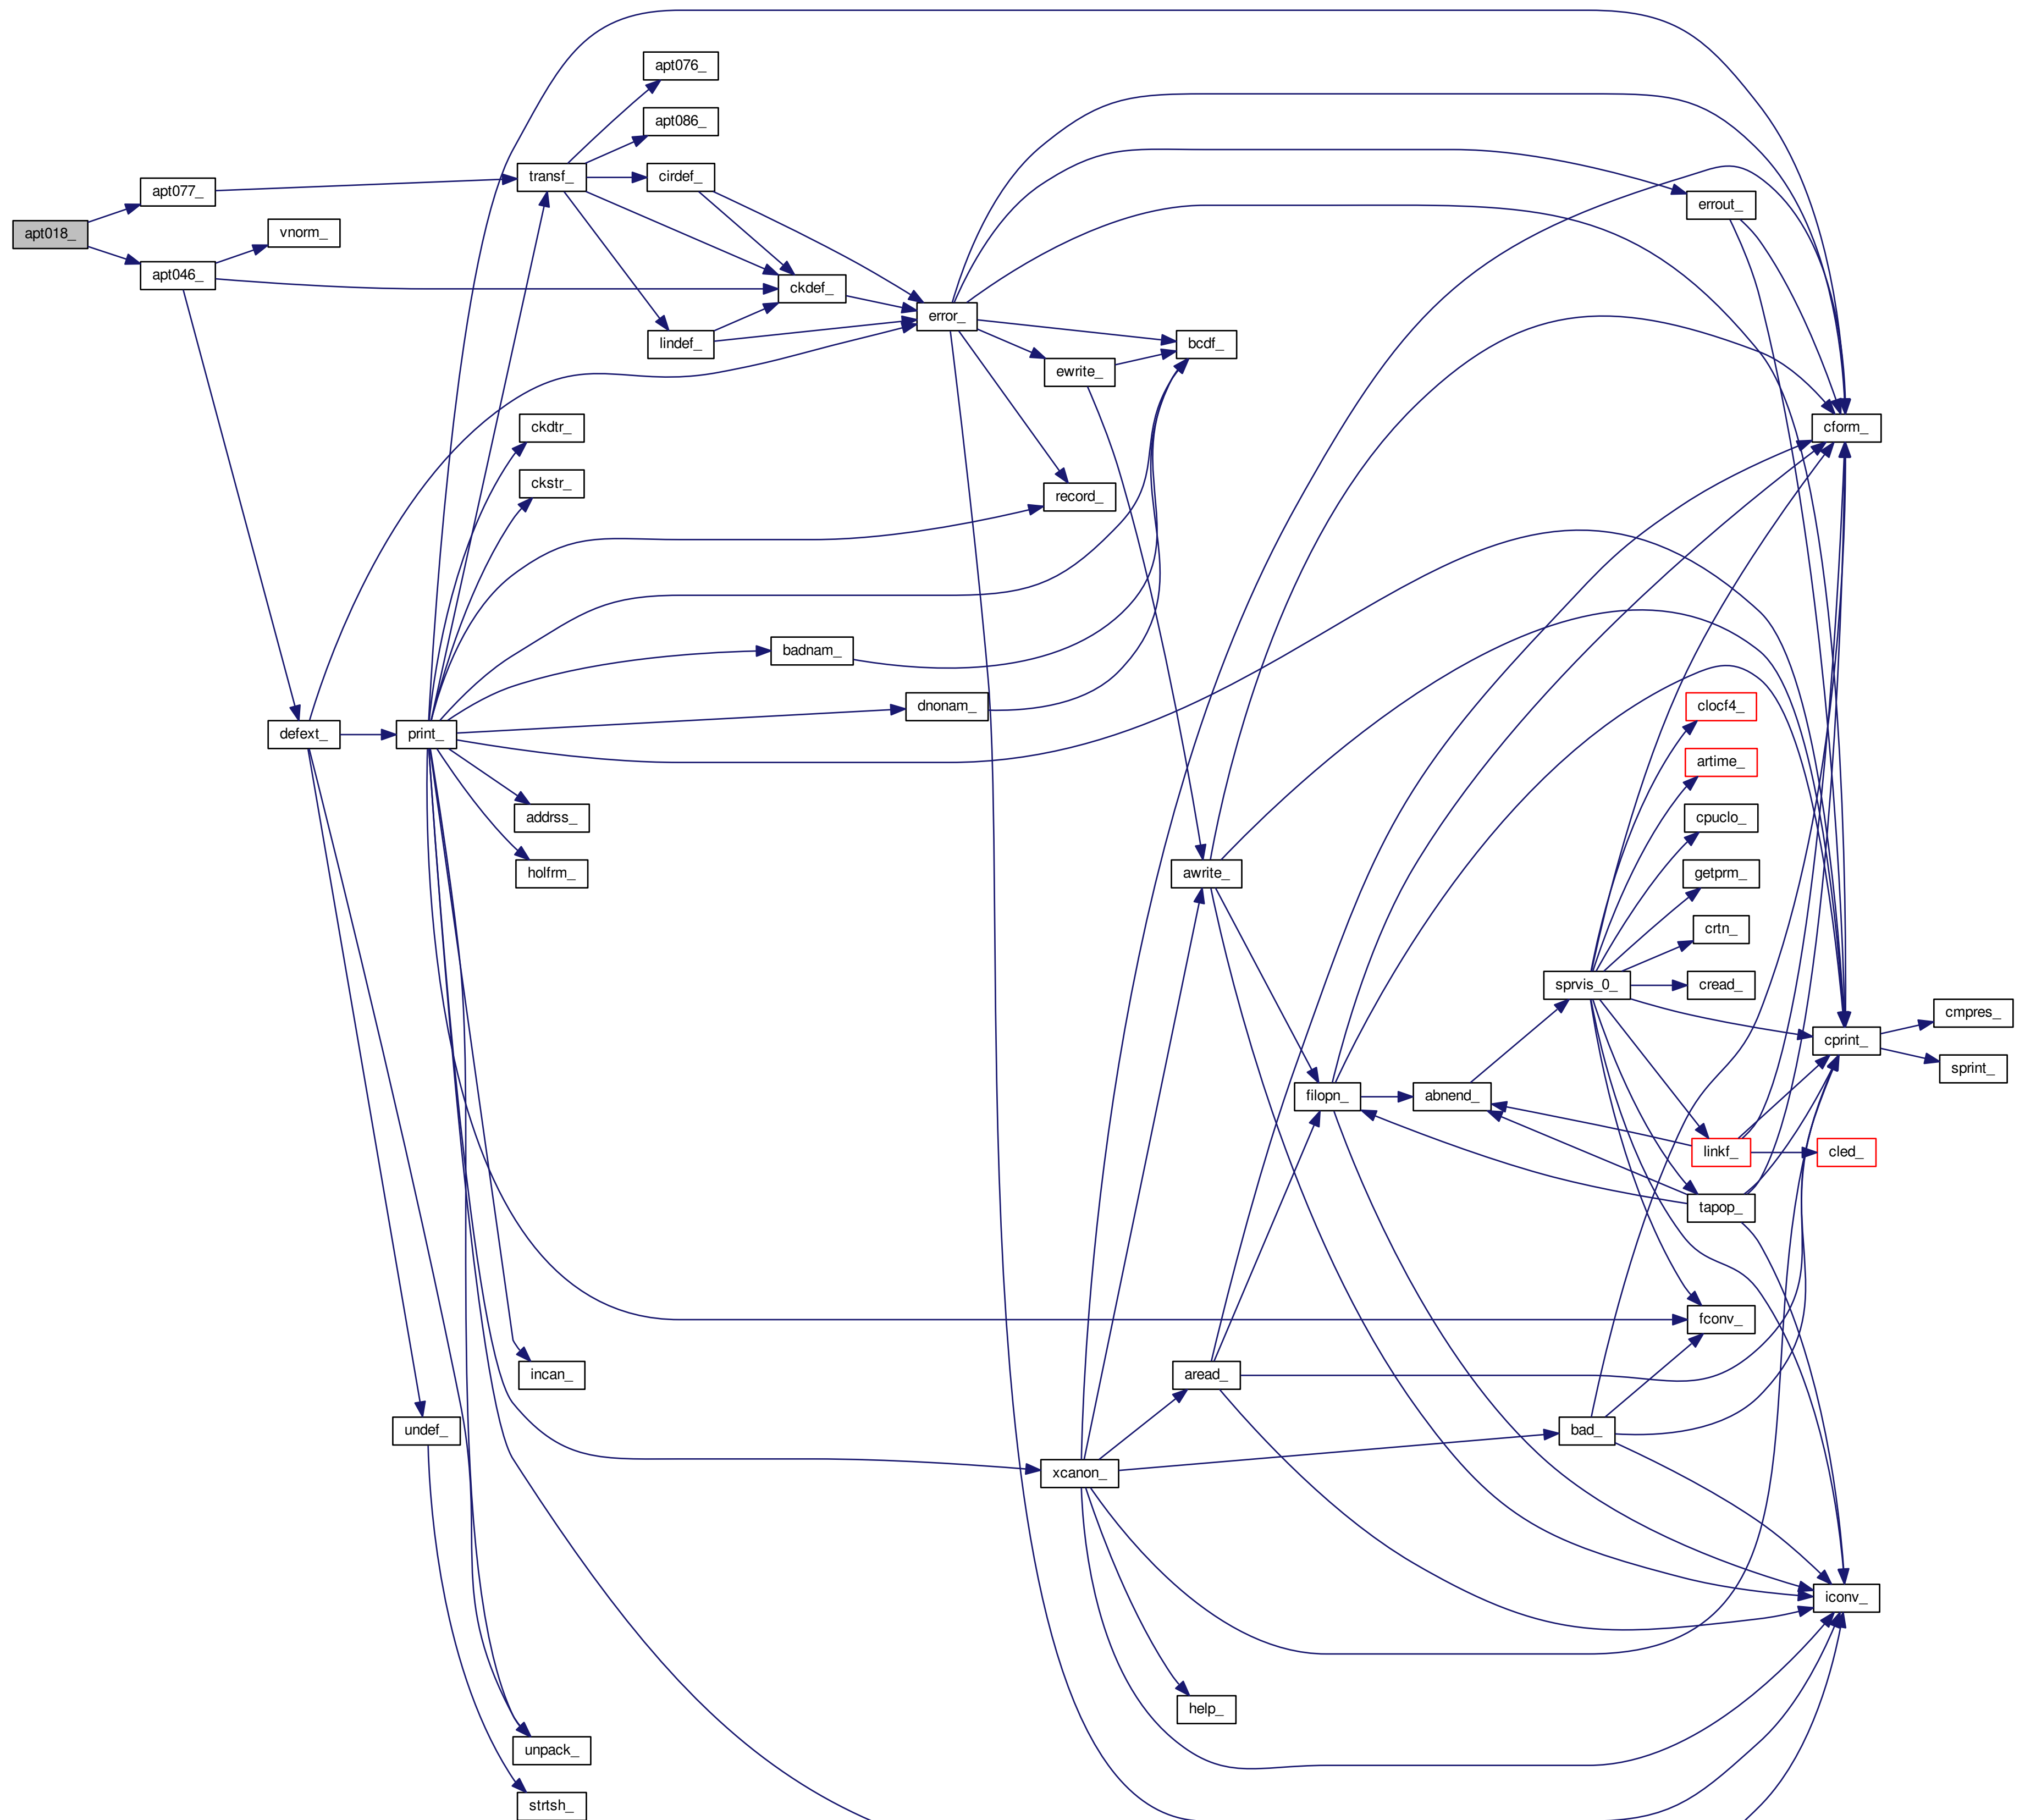 apt076_
apt086_
transf_
cirdef_
apt077_
errout_
apt018_
vnorm_
apt046_
ckdef_
error_
lindef_
bcdf_
ewrite_
ckdtr_
cform_
ckstr_
record_
badnam_
dnonam_
clocf4_
defext_
print_
artime_
addrss_
cpuclo_
holfrm_
awrite_
getprm_
crtn_
sprvis_0_
cread_
cmpres_
cprint_
sprint_
filopn_
abnend_
linkf_
cled_
tapop_
fconv_
incan_
aread_
undef_
bad_
xcanon_
iconv_
help_
unpack_
strtsh_